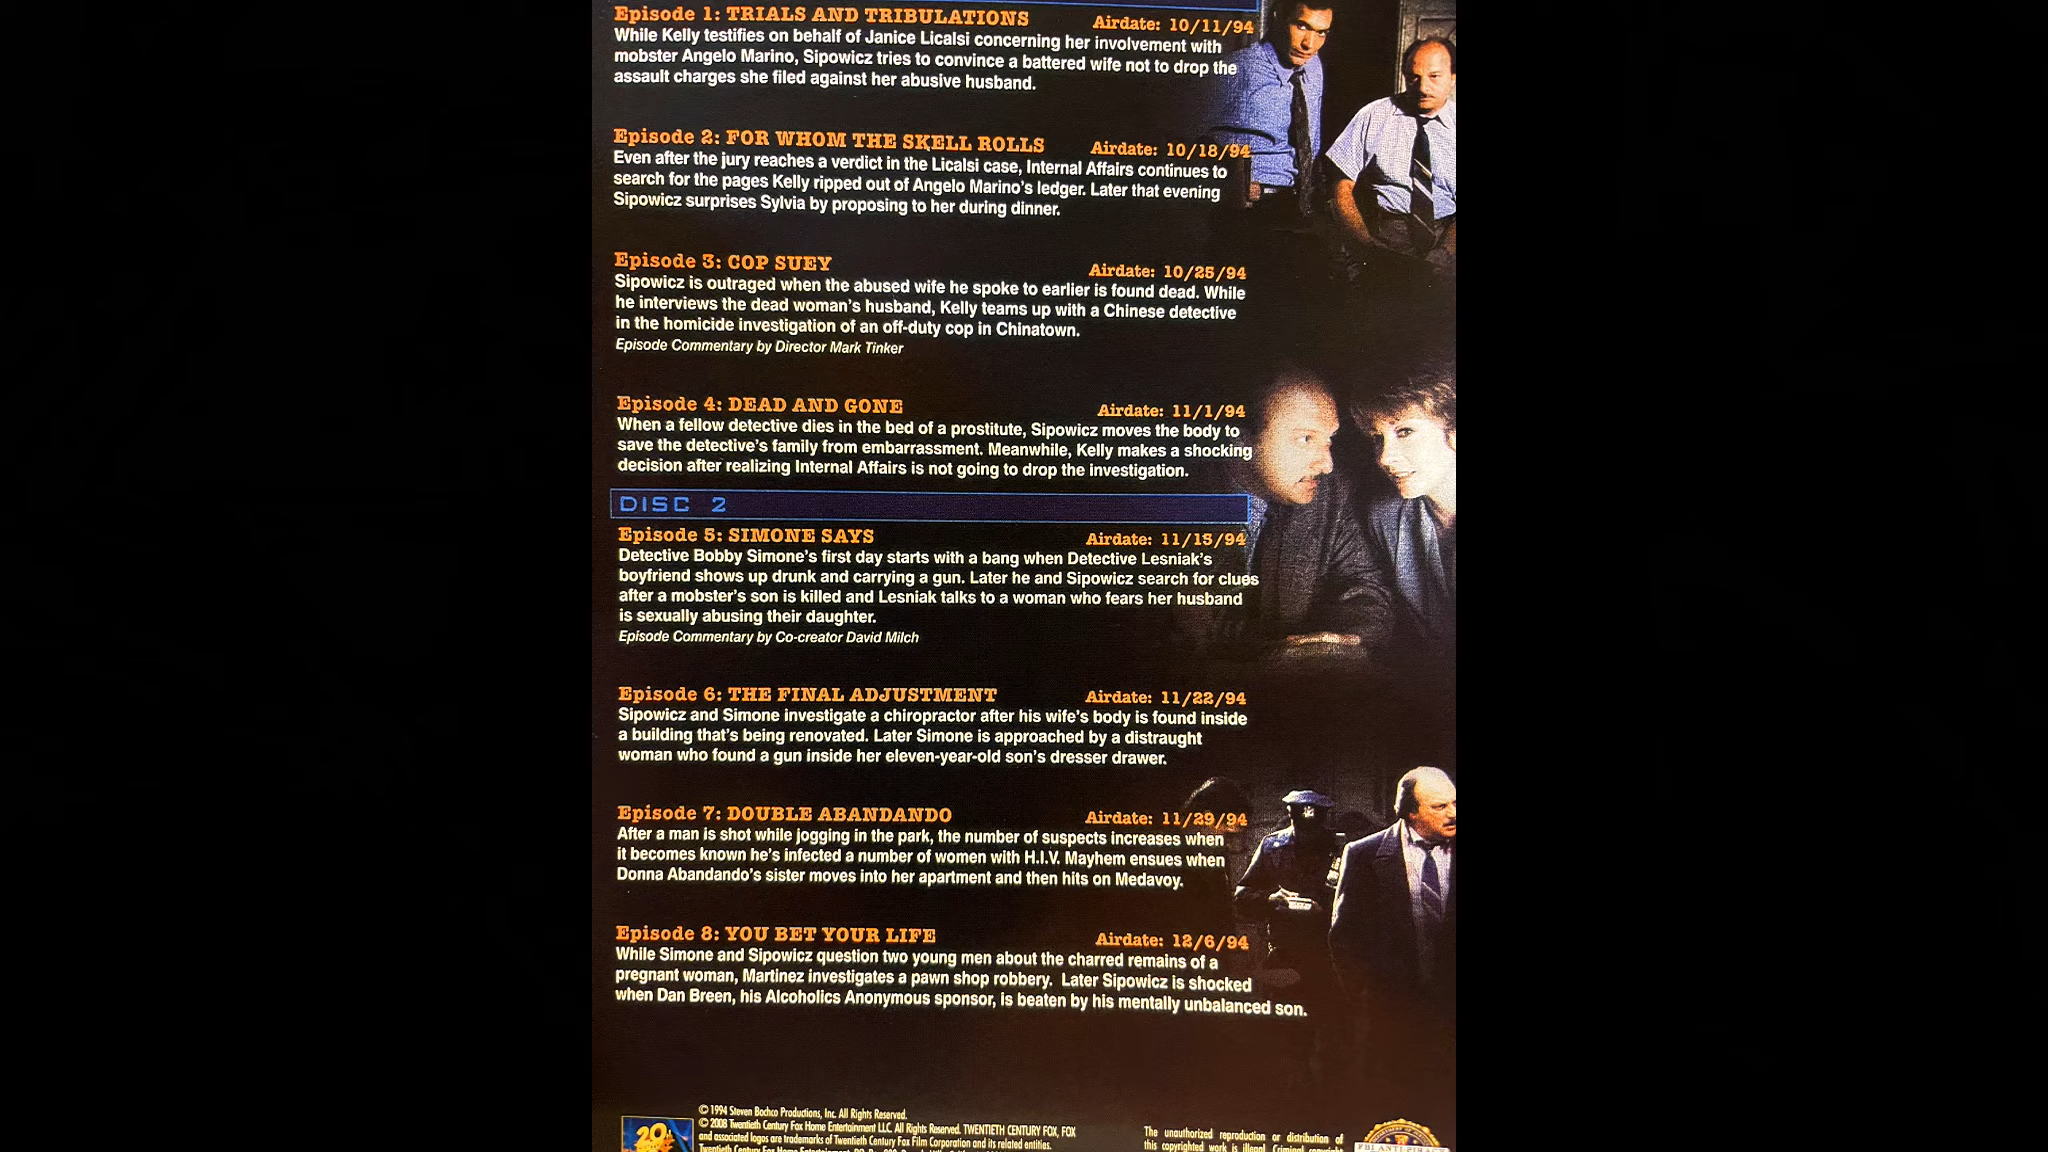 Episode 1: TRIALS AND TRIBULATIONS Airdate: 10/11/94
While Kelly testifies on behalf of Janice Licalsi concerning her involvement with
mobster Angelo Marino, Sipowicz tries to convince a battered wife not to drop the
assault charges she filed against her abusive husband.
Episode 2: FOR WHOM THE SKELL ROLLS Airdate: 10/18/94
Even after the jury reaches a verdict in the Licalsi case, Internal Affairs continues to
search for the pages Kelly ripped out of Angelo Marino's ledger. Later that evening
Sipowicz surprises Sylvia by proposing to her during dinner.
Episode 3: COP SUEY Airdate: 10/25/94
Sipowicz is outraged when the abused wife he spoke to earlier is found dead. While
he interviews the dead woman's husband, Kelly teams up with a Chinese detective
in the homicide investigation of an off-duty cop in Chinatown.
Episode Commentary by Director Mark Tinker
Episode 4: DEAD AND GONE Airdate: 11/1/94
When a fellow detective dies in the bed of a prostitute, Sipowicz moves the body to
save the detective's family from embarrassment. Meanwhile, Kelly makes a shocking
decision after realizing Internal Affairs is not going to drop the investigation.
DISC 2
Episode 5: SIMONE SAYS Airdate: 11/15/94
Detective Bobby Simone's first day starts with a bang when Detective Lesniak's
boyfriend shows up drunk and carrying a gun. Later he and Sipowicz search for clues
after a mobster's son is killed and Lesniak talks to a woman who fears her husband
is sexually abusing their daughter.
Episode Commentary by Co-creator David Milch
Episode 6: THE FINAL ADJUSTMENT Airdate: 11/22/94
Sipowicz and Simone investigate a chiropractor after his wife's body is found inside
a building that's being renovated. Later Simone is approached by a distraught
woman who found a gun inside her eleven-year-old son's dresser drawer.
Episode 7: DOUBLE ABANDANDO Airdate: 11/29/94
After a man is shot while jogging in the park, the number of suspects increases when
it becomes known he's infected a number of women with H.I.V. Mayhem ensues when
Donna Abandando's sister moves into her apartment and then hits on Medavoy.
Episode 8: YOU BET YOUR LIFE Airdate: 12/6/94
While Simone and Sipowicz question two young men about the charred remains of a
pregnant woman, Martinez investigates a pawn shop robbery. Later Sipowicz is shocked
when Dan Breen, his Alcoholics Anonymous sponsor, is beaten by his mentally unbalanced son.
© 1994 Steven Bochco Productions, Inc. All Rights Reserved.
© 2008 Twentieth Century Fox Home Entertainment LLC. All Rights Reserved. TWENTIETH CENTURY FOX, FOX
and associated logos are trademarks of Twentieth Century Fox Film Corporation and its related entities.
Twentieth Century Fox Home
20th
The unauthorized reproduction or distribution of
this copyrighted work is illegal. Criminal copyright
FBI ANTI-PIRACY